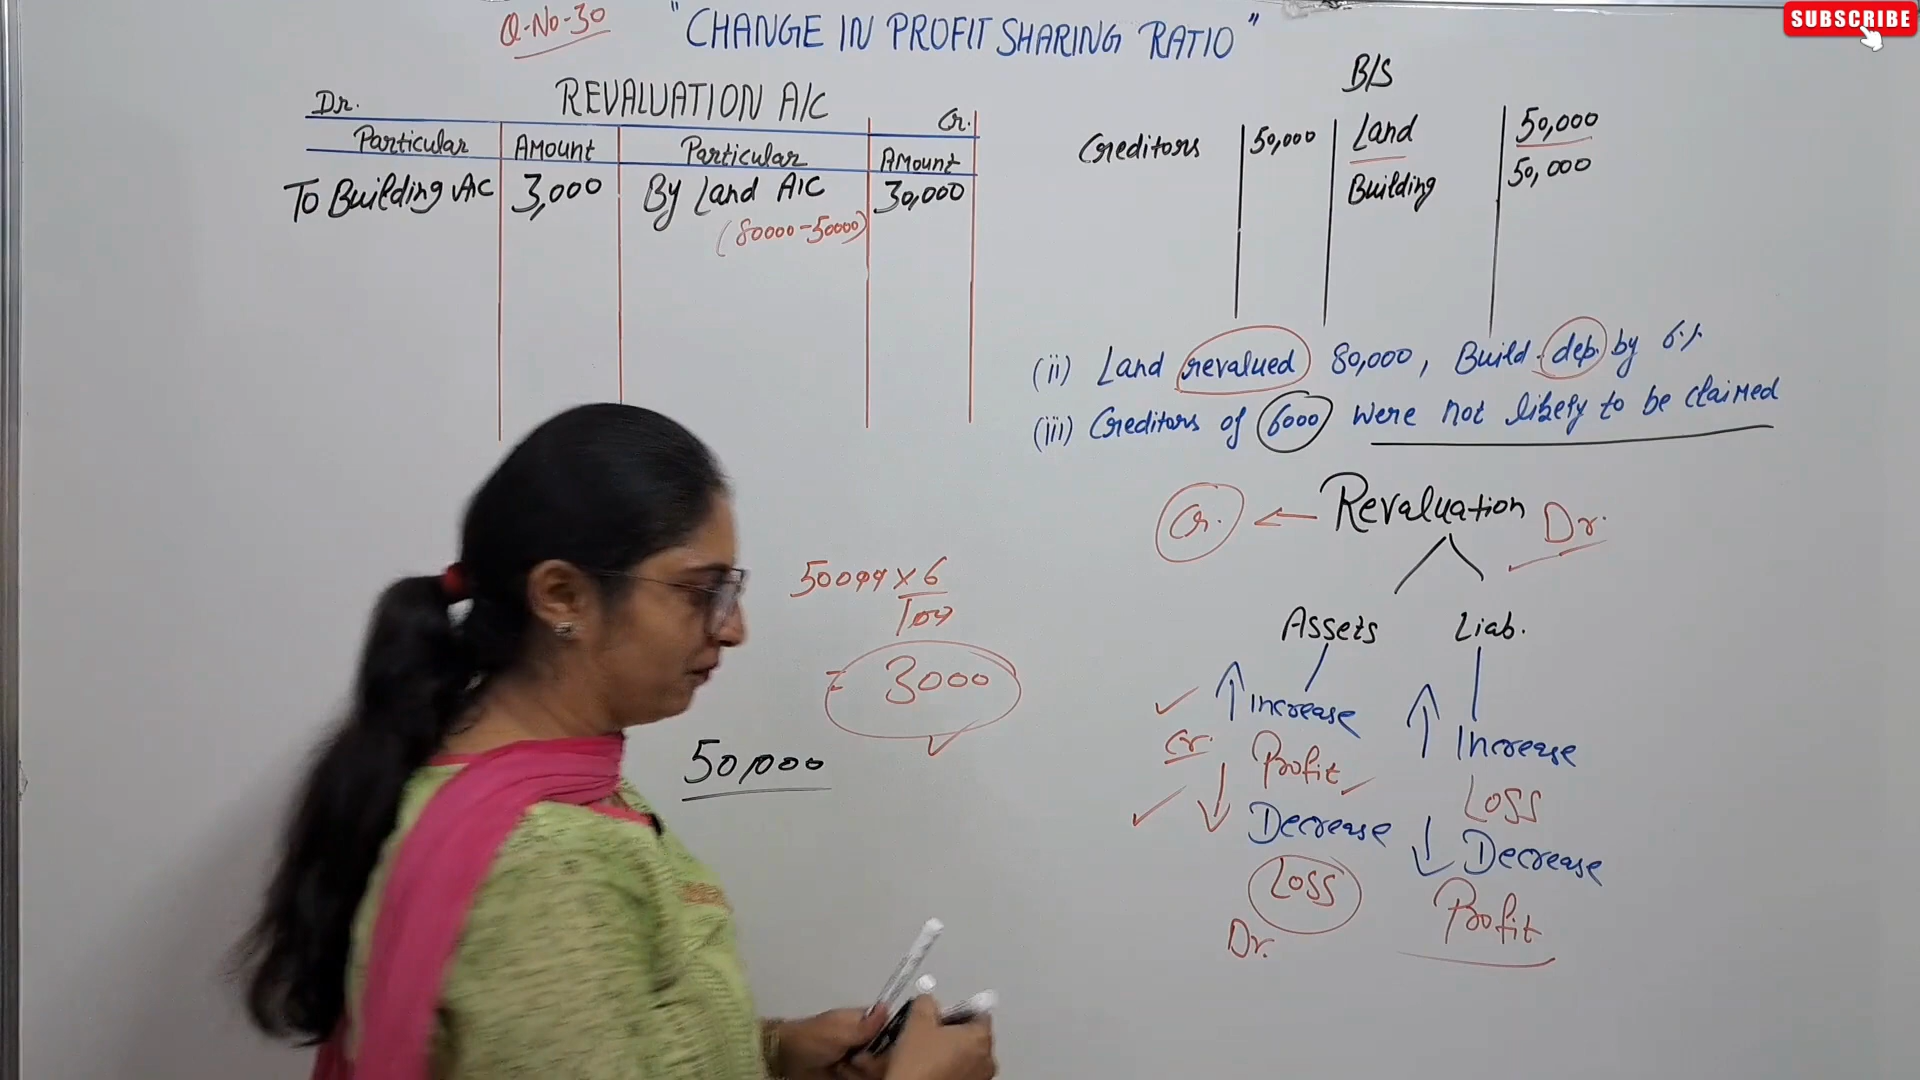 SUBSCRIBE
Q-No-30
"CHANGE IN PROFIT SHARING RATIO"
REVALUATION A/C
Dr.
Cr.
Particular Amount Particular Amount
To Building A/C 3,000 By Land A/C 30,000
(80000-50000)
B/S
Creditors 50,000 Land 50,000
Building 50,000
(ii) Land revalued 80,000, Build. dep. by 6%
(iii) Creditors of 6000 were not likely to be claimed
Cr. ← Revaluation Dr.
Assets Liab.
↑ Increase ↑ Increase
Cr. Profit Loss
↓ Decrease ↓ Decrease
Loss Profit
Dr.
50000 × 6
100
= 3000
50,000